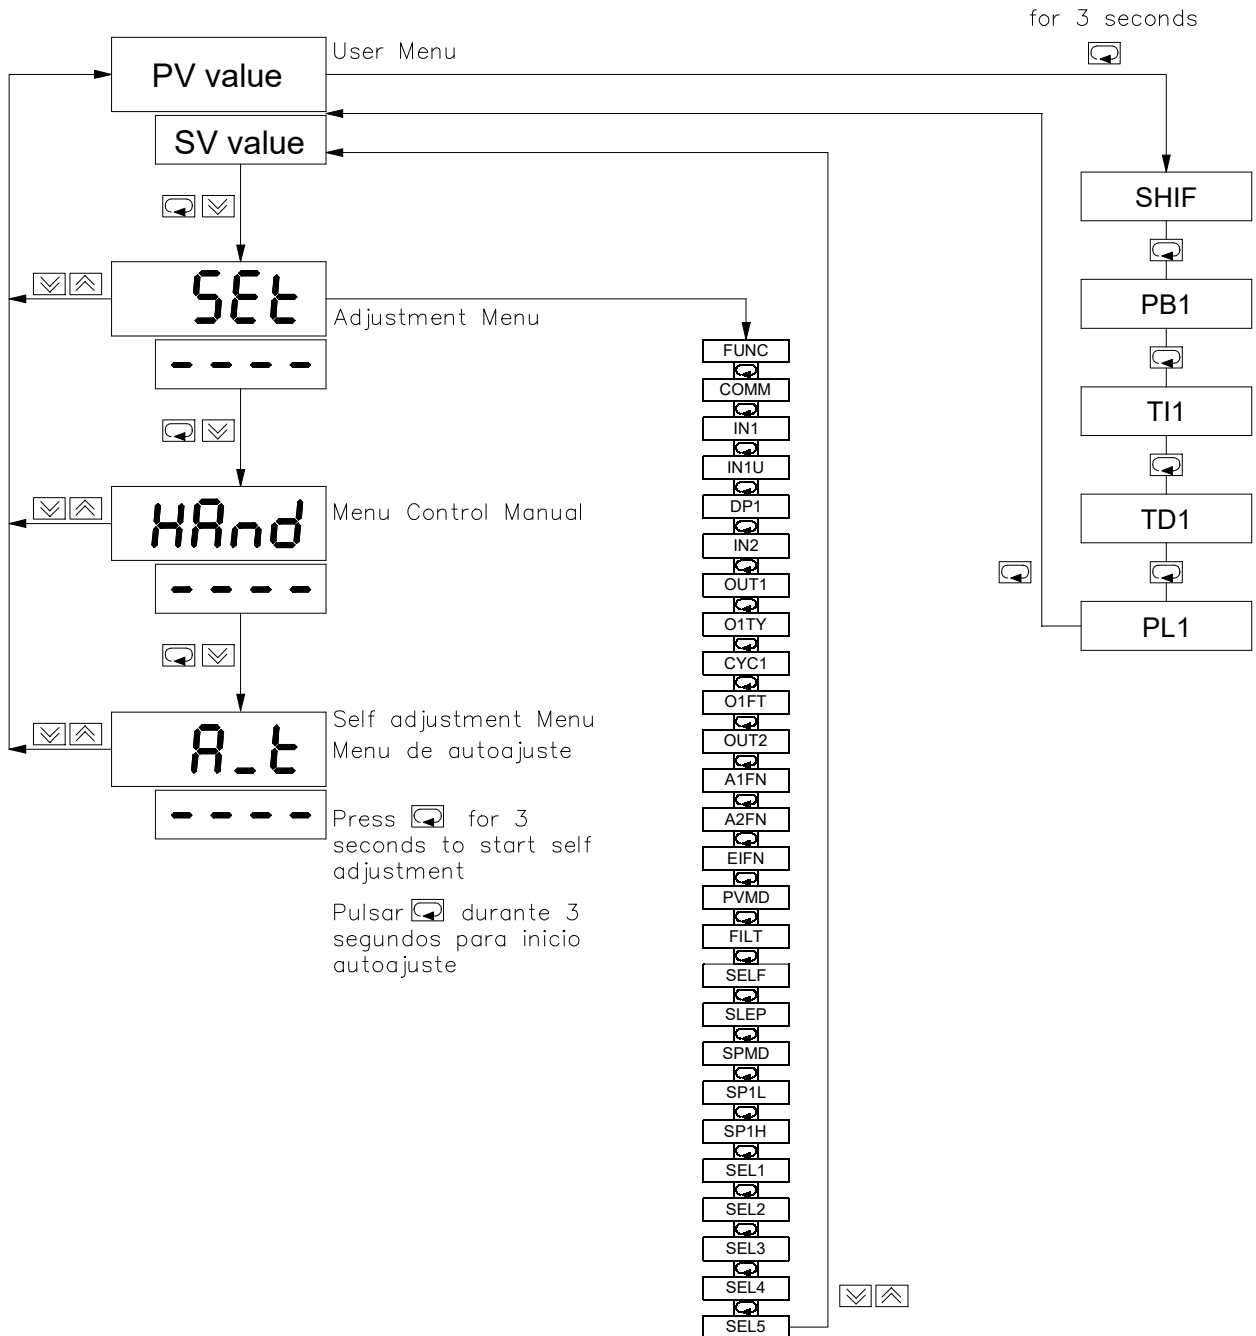 for 3 seconds
User Menu
PV value
SV value
SEt
Adjustment Menu
- - - -
HAnd
Menu Control Manual
- - - -
A_t
Self adjustment Menu
Menu de autoajuste
- - - -
Press for 3
seconds to start self
adjustment
Pulsar durante 3
segundos para inicio
autoajuste
FUNC
COMM
IN1
IN1U
DP1
IN2
OUT1
O1TY
CYC1
O1FT
OUT2
A1FN
A2FN
EIFN
PVMD
FILT
SELF
SLEP
SPMD
SP1L
SP1H
SEL1
SEL2
SEL3
SEL4
SEL5
SHIF
PB1
TI1
TD1
PL1